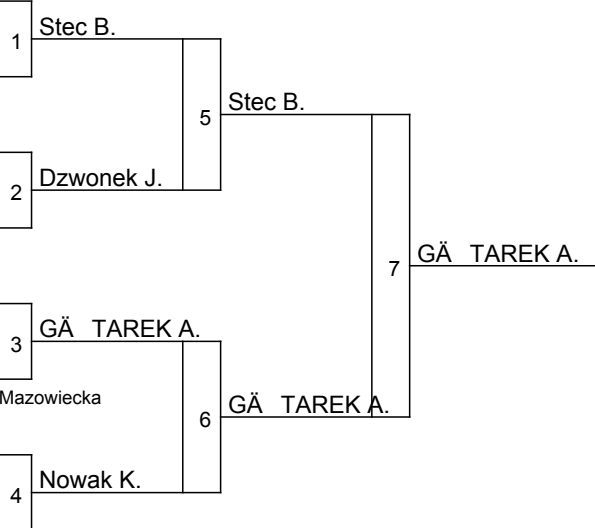 1 Stec B.
5 Stec B.
2 Dzwonek J.
7 GÄ TAREK A.
3 GÄ TAREK A.
Mazowiecka
6 GÄ TAREK A.
4 Nowak K.